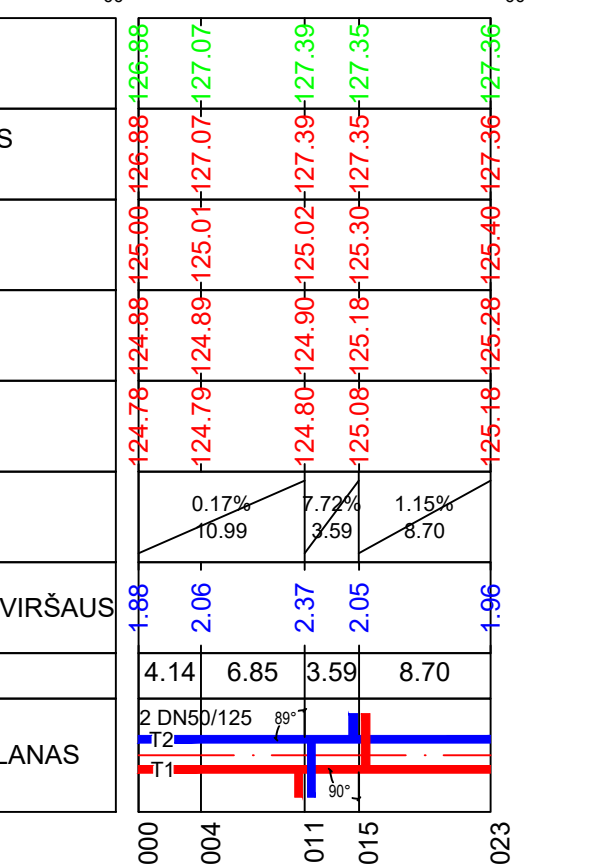 126.88 127.07 127.39 127.35 127.36
S
126.88 127.07 127.39 127.35 127.36
125.00 125.01 125.02 125.30 125.40
124.88 124.89 124.90 125.18 125.28
124.78 124.79 124.80 125.08 125.18
0.17% 7.72% 1.15%
10.99 3.59 8.70
VIRŠAUS 1.88 2.06 2.37 2.05 1.96
4.14 6.85 3.59 8.70
2 DN50/125 89°
T2
LANAS
T1
90°
000 004 011 015 023